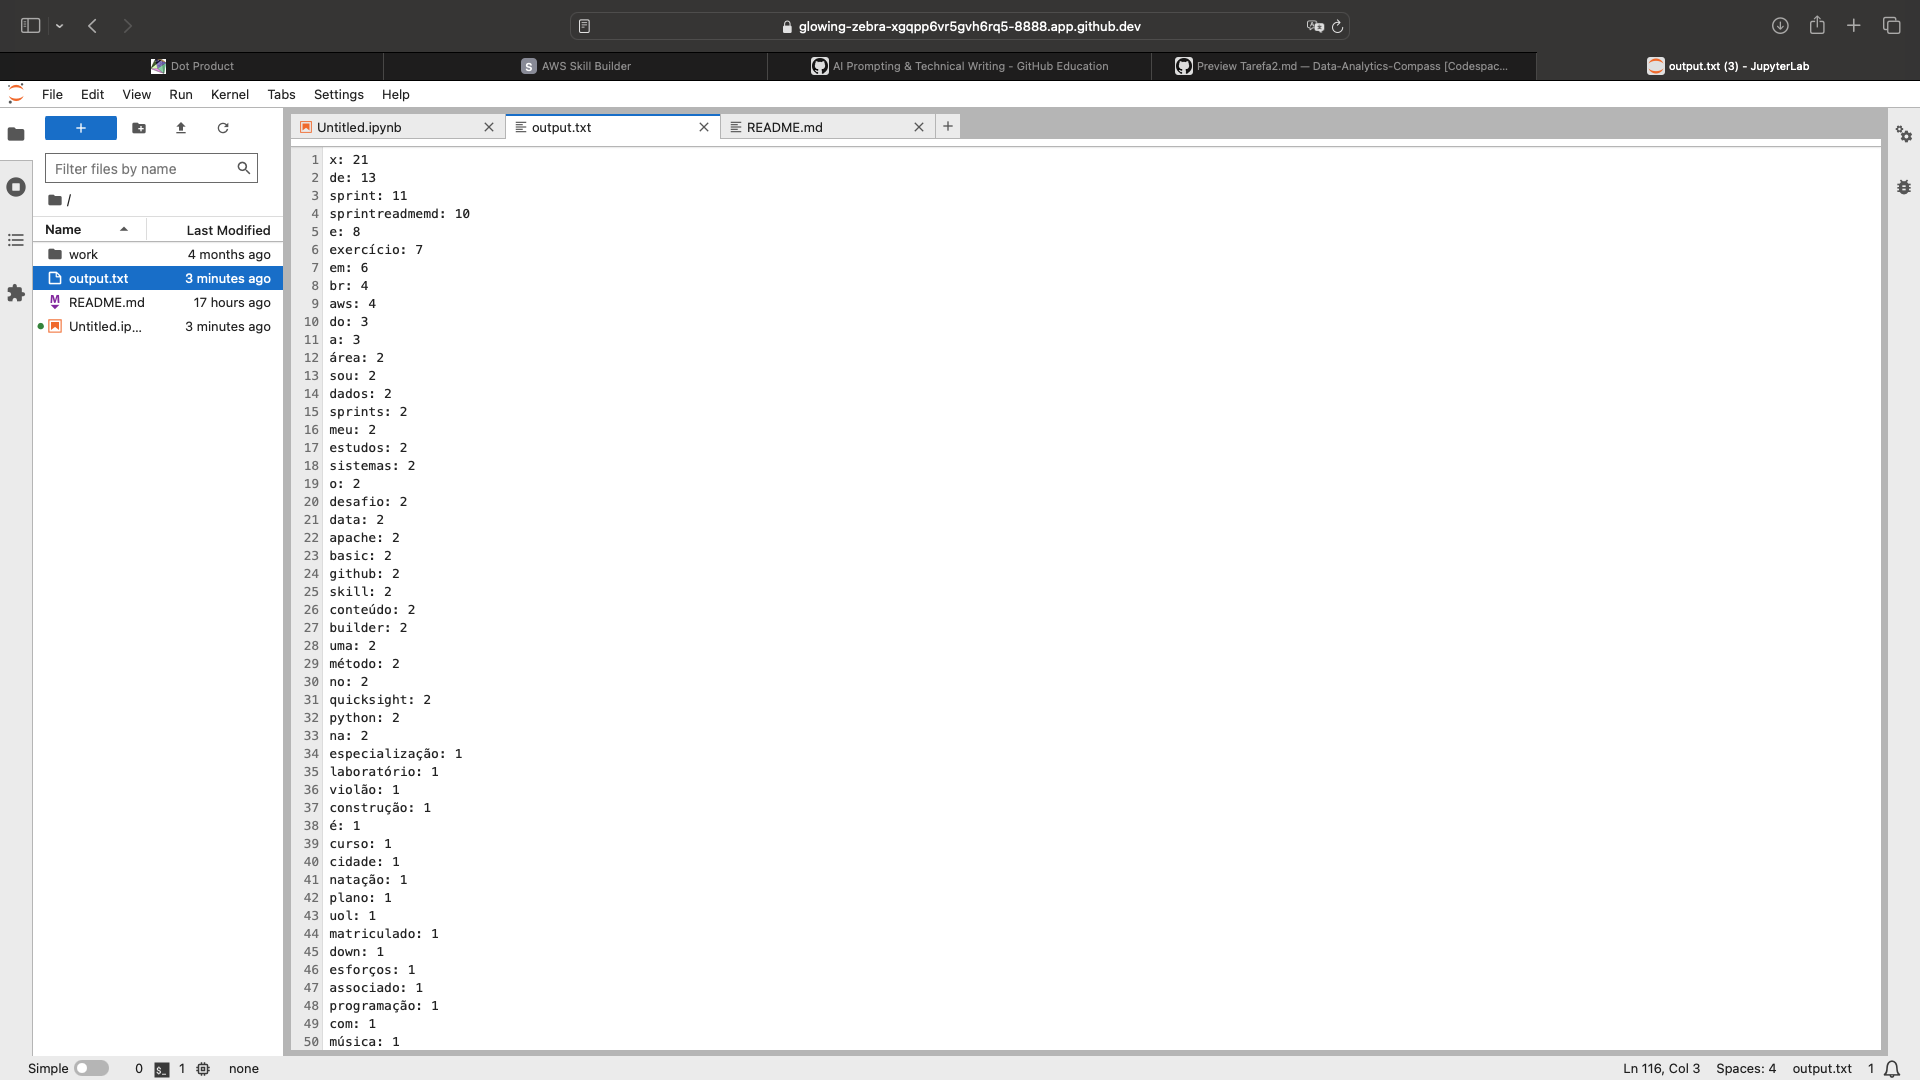 glowing-zebra-xgqpp6vr5gvh6rq5-8888.app.github.dev
Dot Product
S AWS Skill Builder
AI Prompting & Technical Writing - GitHub Education
Preview Tarefa2.md — Data-Analytics-Compass [Codespac...
output.txt (3) - JupyterLab
File Edit View Run Kernel Tabs Settings Help
+
Filter files by name
/
Name Last Modified
work 4 months ago
output.txt 3 minutes ago
M README.md 17 hours ago
Untitled.ip... 3 minutes ago
Untitled.ipynb
output.txt
README.md
1 x: 21
2 de: 13
3 sprint: 11
4 sprintreadmemd: 10
5 e: 8
6 exercício: 7
7 em: 6
8 br: 4
9 aws: 4
10 do: 3
11 a: 3
12 área: 2
13 sou: 2
14 dados: 2
15 sprints: 2
16 meu: 2
17 estudos: 2
18 sistemas: 2
19 o: 2
20 desafio: 2
21 data: 2
22 apache: 2
23 basic: 2
24 github: 2
25 skill: 2
26 conteúdo: 2
27 builder: 2
28 uma: 2
29 método: 2
30 no: 2
31 quicksight: 2
32 python: 2
33 na: 2
34 especialização: 1
35 laboratório: 1
36 violão: 1
37 construção: 1
38 é: 1
39 curso: 1
40 cidade: 1
41 natação: 1
42 plano: 1
43 uol: 1
44 matriculado: 1
45 down: 1
46 esforços: 1
47 associado: 1
48 programação: 1
49 com: 1
50 música: 1
Simple 0 $_ 1 none
Ln 116, Col 3 Spaces: 4 output.txt 1